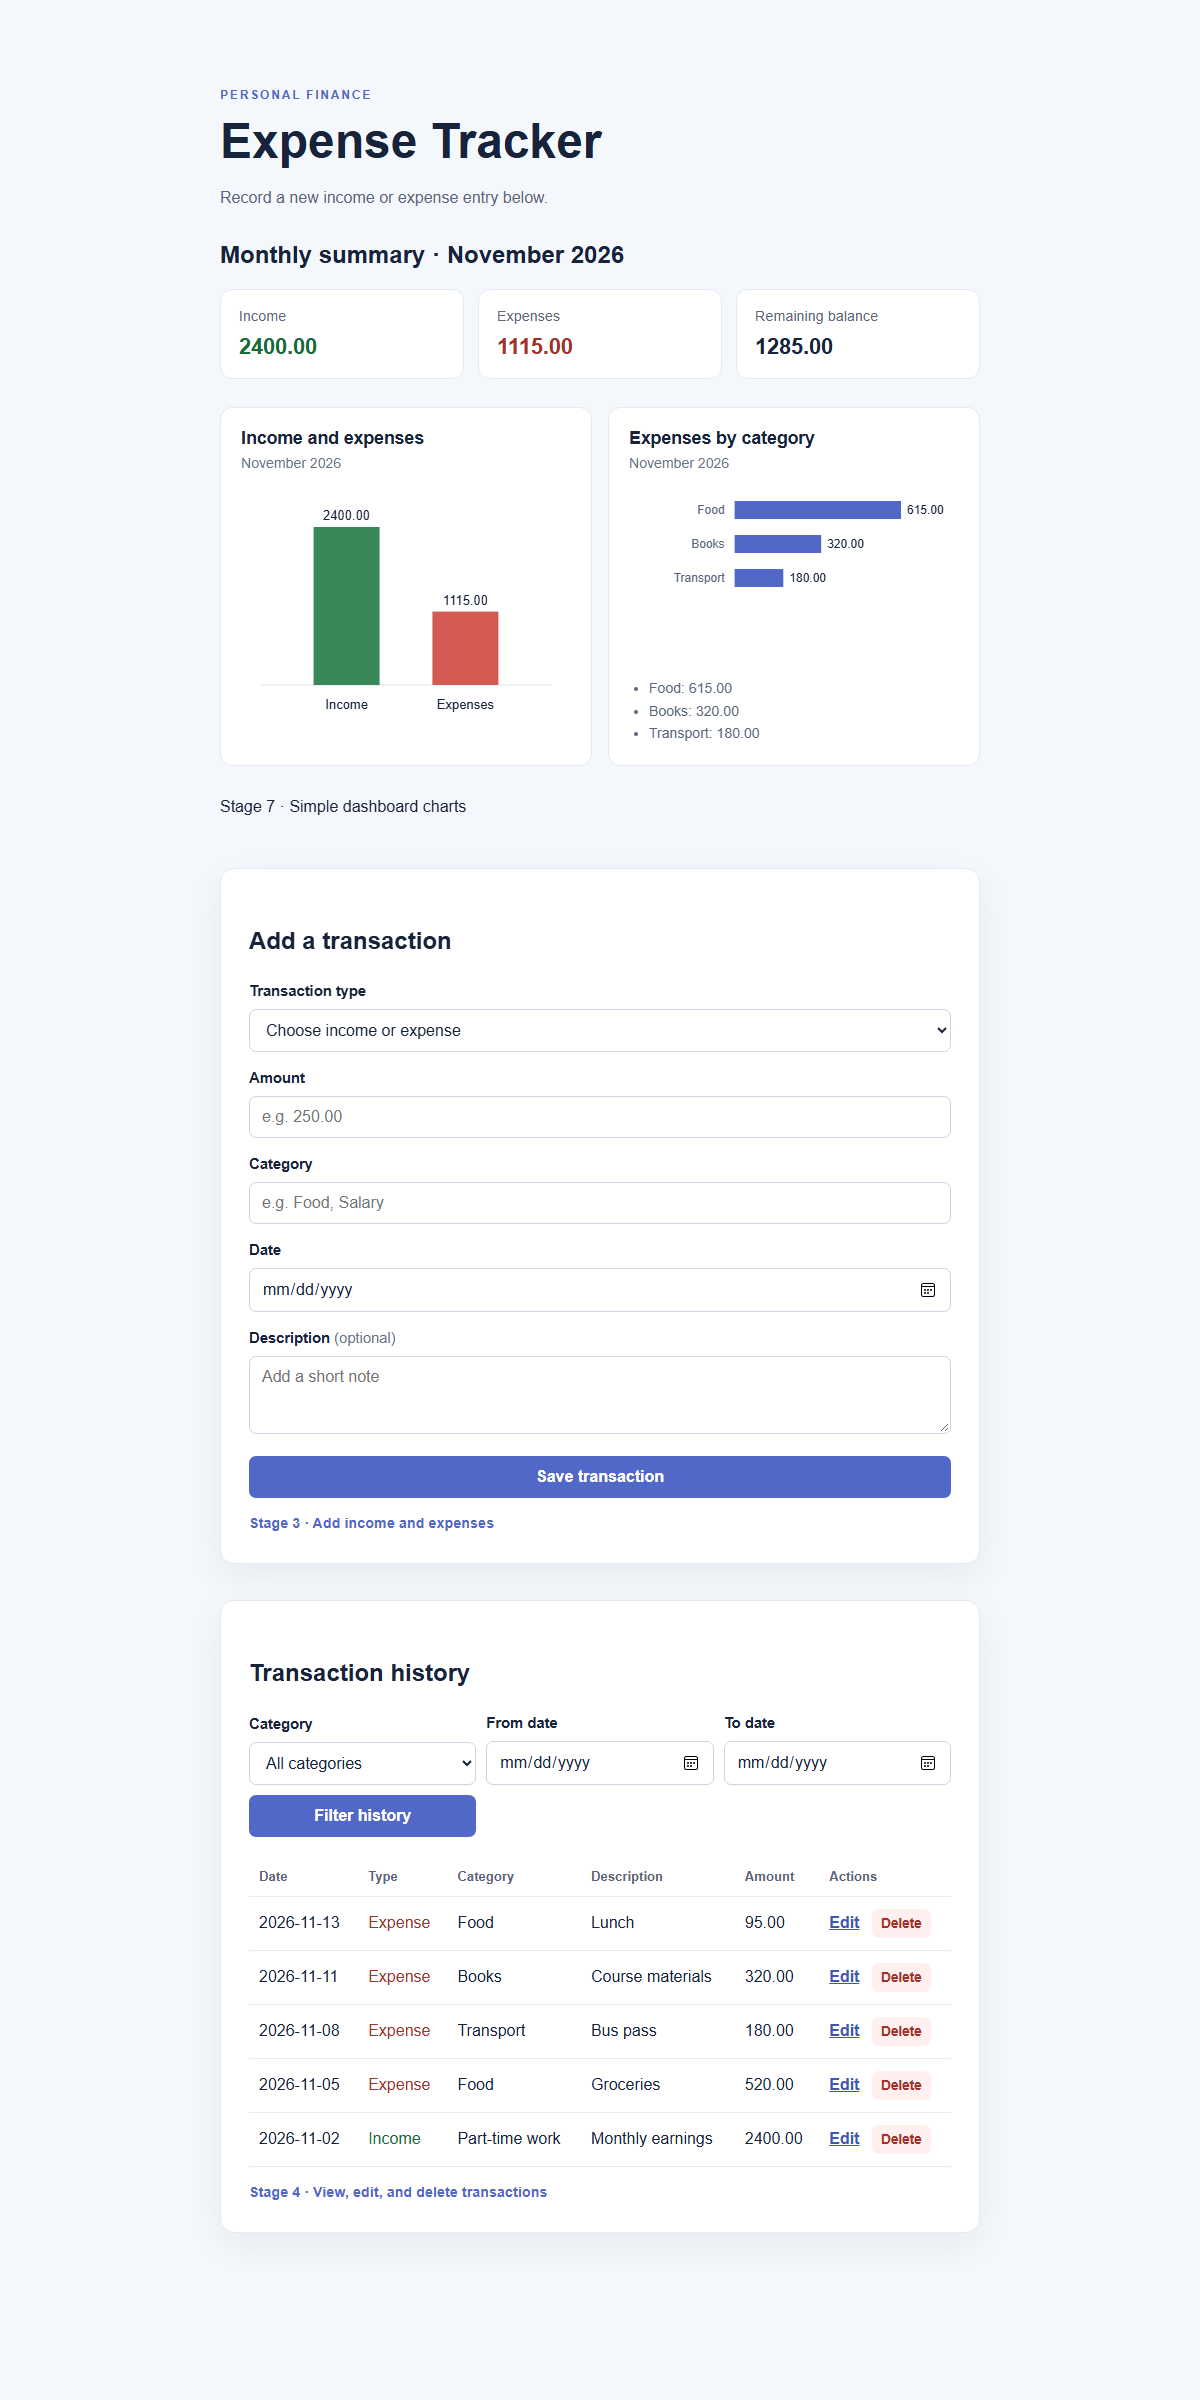 PERSONAL FINANCE
Expense Tracker
Record a new income or expense entry below.
Monthly summary · November 2026
Income
2400.00
Expenses
1115.00
Remaining balance
1285.00
Income and expenses
November 2026
2400.00
1115.00
Income
Expenses
Expenses by category
November 2026
Food 615.00
Books 320.00
Transport 180.00
• Food: 615.00
• Books: 320.00
• Transport: 180.00
Stage 7 · Simple dashboard charts
Add a transaction
Transaction type
Choose income or expense
Amount
e.g. 250.00
Category
e.g. Food, Salary
Date
mm/dd/yyyy
Description (optional)
Add a short note
Save transaction
Stage 3 · Add income and expenses
Transaction history
Category From date To date
All categories mm/dd/yyyy mm/dd/yyyy
Filter history
Date Type Category Description Amount Actions
2026-11-13 Expense Food Lunch 95.00 Edit Delete
2026-11-11 Expense Books Course materials 320.00 Edit Delete
2026-11-08 Expense Transport Bus pass 180.00 Edit Delete
2026-11-05 Expense Food Groceries 520.00 Edit Delete
2026-11-02 Income Part-time work Monthly earnings 2400.00 Edit Delete
Stage 4 · View, edit, and delete transactions